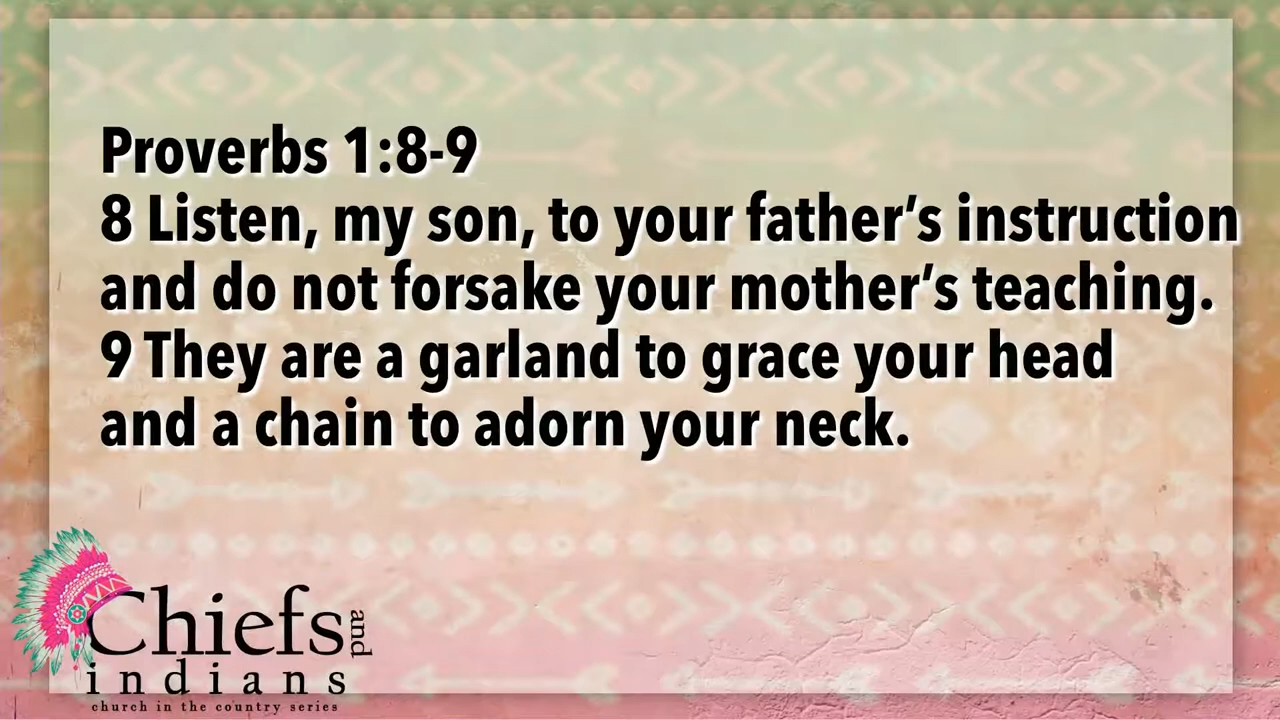 Proverbs 1:8-9
8 Listen, my son, to your father’s instruction
and do not forsake your mother’s teaching.
9 They are a garland to grace your head
and a chain to adorn your neck.
Chiefs and
indians
church in the country series